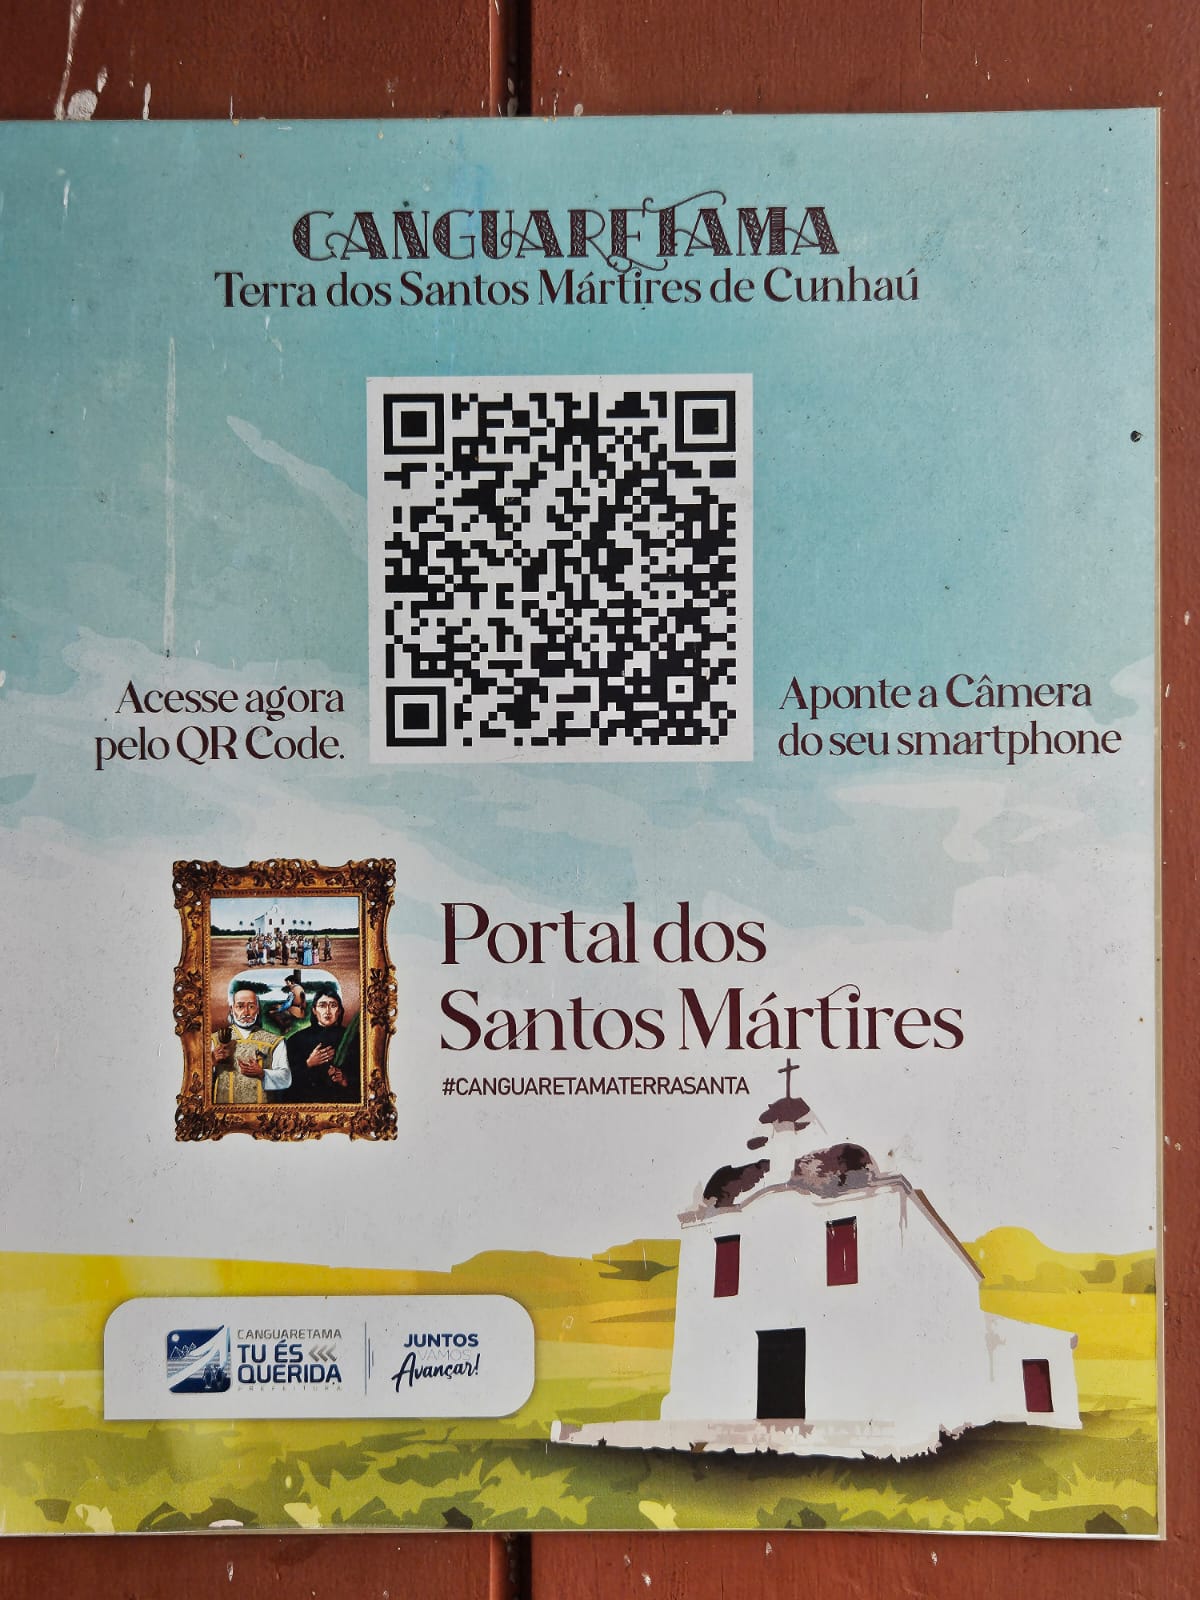 CANGUARETAMA
Terra dos Santos Mártires de Cunhaú
Acesse agora
pelo QR Code.
Aponte a Câmera
do seu smartphone
Portal dos
Santos Mártires
#CANGUARETAMATERRASANTA
CANGUARETAMA
TU ÉS
QUERIDA
PREFEITURA
JUNTOS
VAMOS
Avançar!